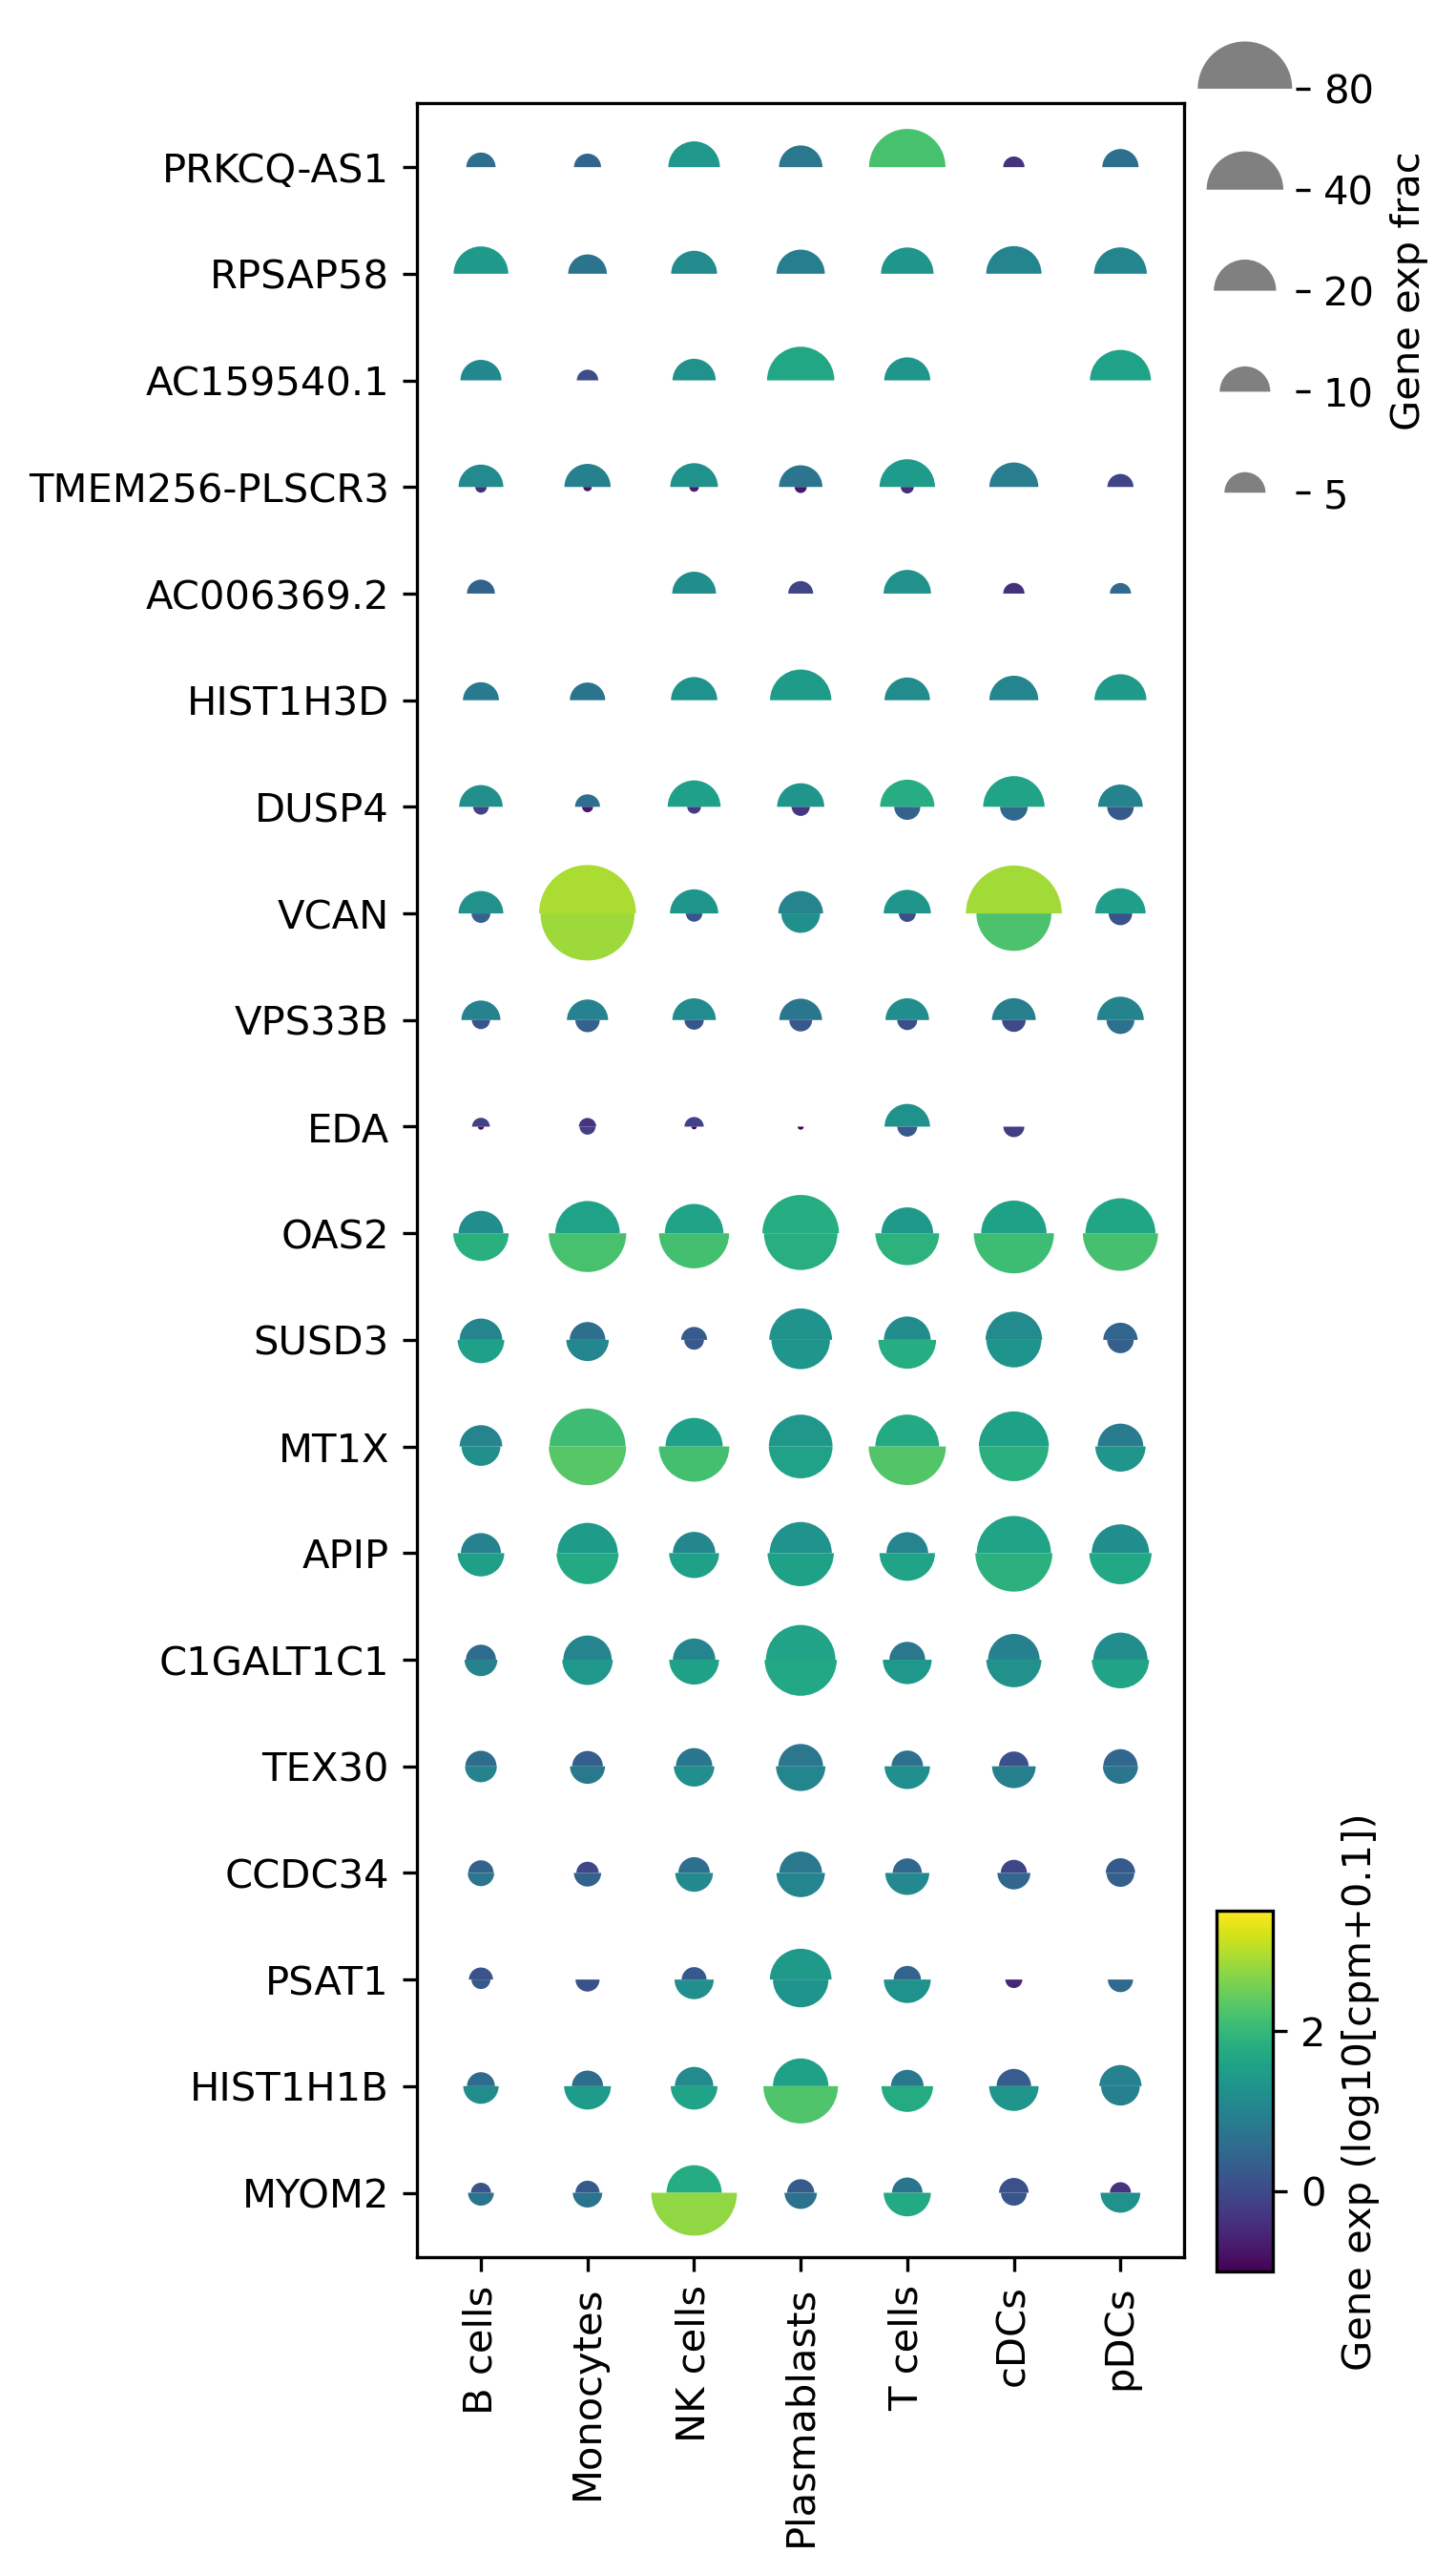 PRKCQ-AS1
RPSAP58
AC159540.1
TMEM256-PLSCR3
AC006369.2
HIST1H3D
DUSP4
VCAN
VPS33B
EDA
OAS2
SUSD3
MT1X
APIP
C1GALT1C1
TEX30
CCDC34
PSAT1
HIST1H1B
MYOM2
B cells
Monocytes
NK cells
Plasmablasts
T cells
cDCs
pDCs
80
40
20
10
5
Gene exp frac
2
0
Gene exp (log10[cpm+0.1])